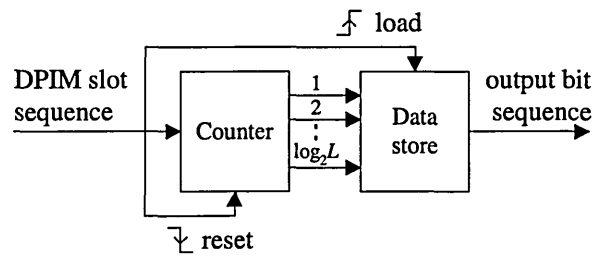 load
DPIM slot
sequence
Counter
1
2
log₂L
Data
store
output bit
sequence
reset